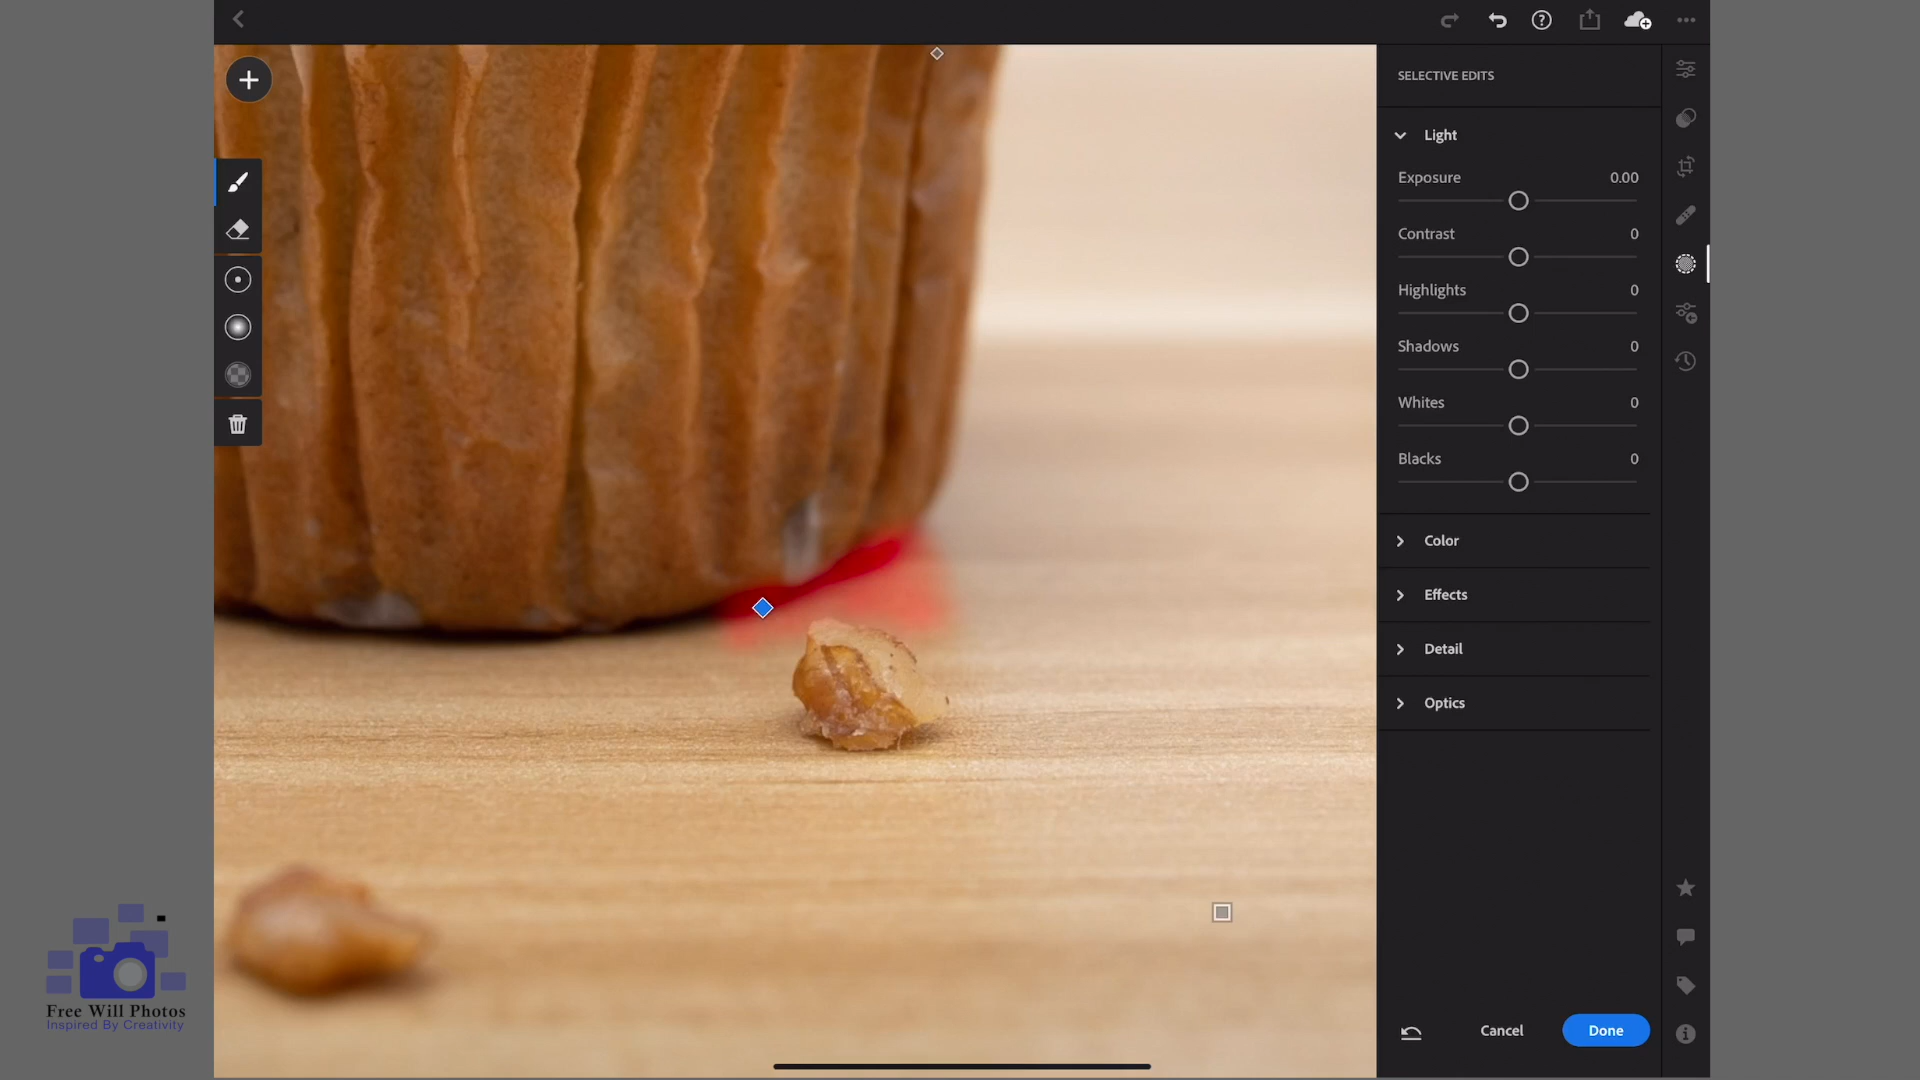 SELECTIVE EDITS
Light
Exposure 0.00
Contrast 0
Highlights 0
Shadows 0
Whites 0
Blacks 0
Color
Effects
Detail
Optics
Cancel Done
Free Will Photos
Inspired By Creativity